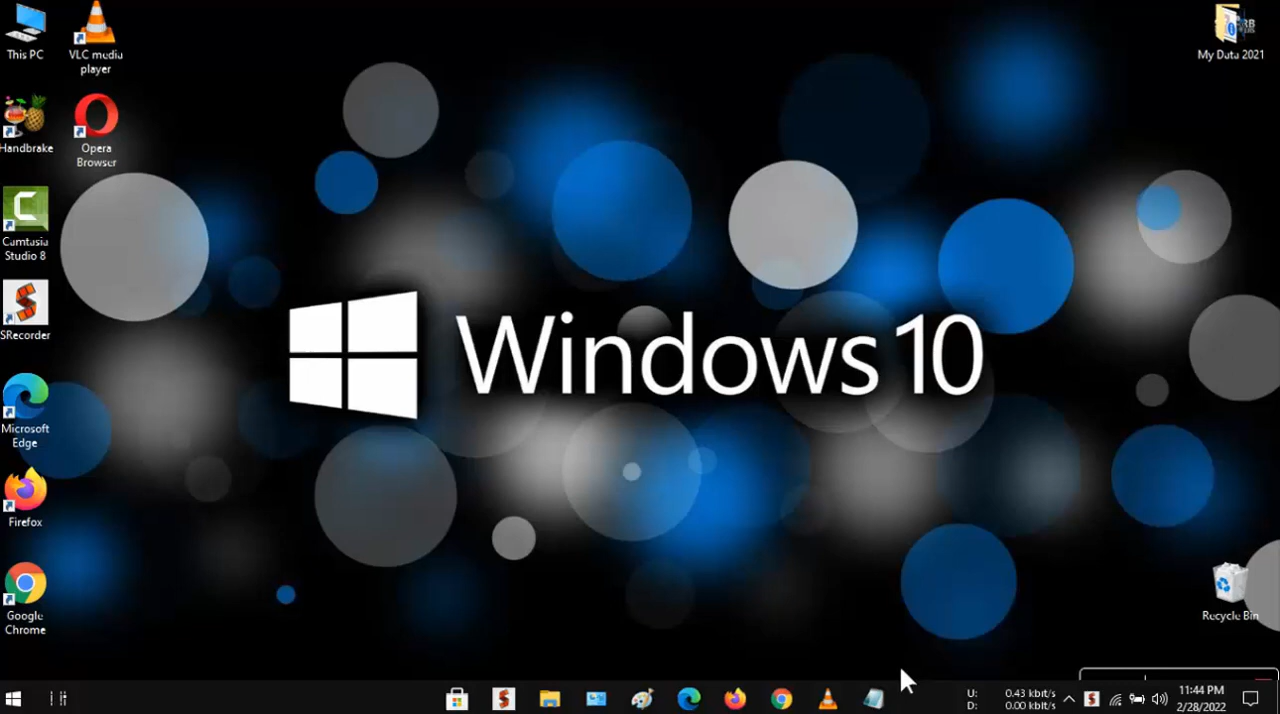 This PC
VLC media
player
My Data 2021
Handbrake
Opera
Browser
Camtasia
Studio 8
SRecorder
Windows 10
Microsoft
Edge
Firefox
Google
Chrome
Recycle Bin
U: 0.43 kbit/s
D: 0.00 kbit/s
11:44 PM
2/28/2022